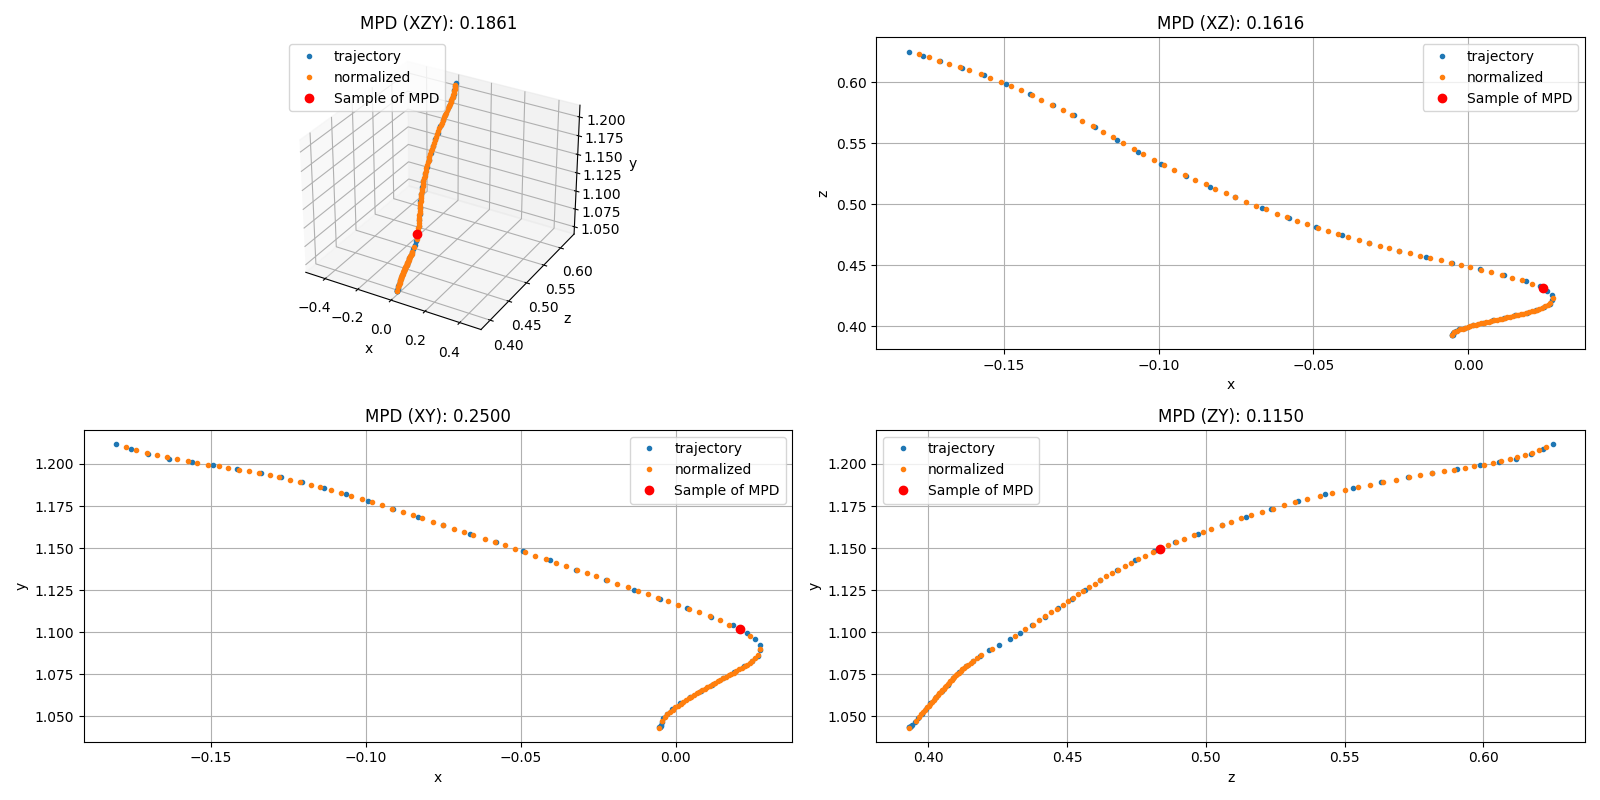 MPD (XZY): 0.1861
trajectory
normalized
Sample of MPD
1.200
1.175
1.150
1.125
1.100
1.075
1.050
y
0.60
0.55
0.50
0.45
0.40
z
−0.4
−0.2
0.0
0.2
0.4
x
MPD (XZ): 0.1616
trajectory
normalized
Sample of MPD
0.60
0.55
0.50
0.45
0.40
z
−0.15
−0.10
−0.05
0.00
x
MPD (XY): 0.2500
trajectory
normalized
Sample of MPD
1.200
1.175
1.150
1.125
1.100
1.075
1.050
y
−0.15
−0.10
−0.05
0.00
x
MPD (ZY): 0.1150
trajectory
normalized
Sample of MPD
1.200
1.175
1.150
1.125
1.100
1.075
1.050
y
0.40
0.45
0.50
0.55
0.60
z